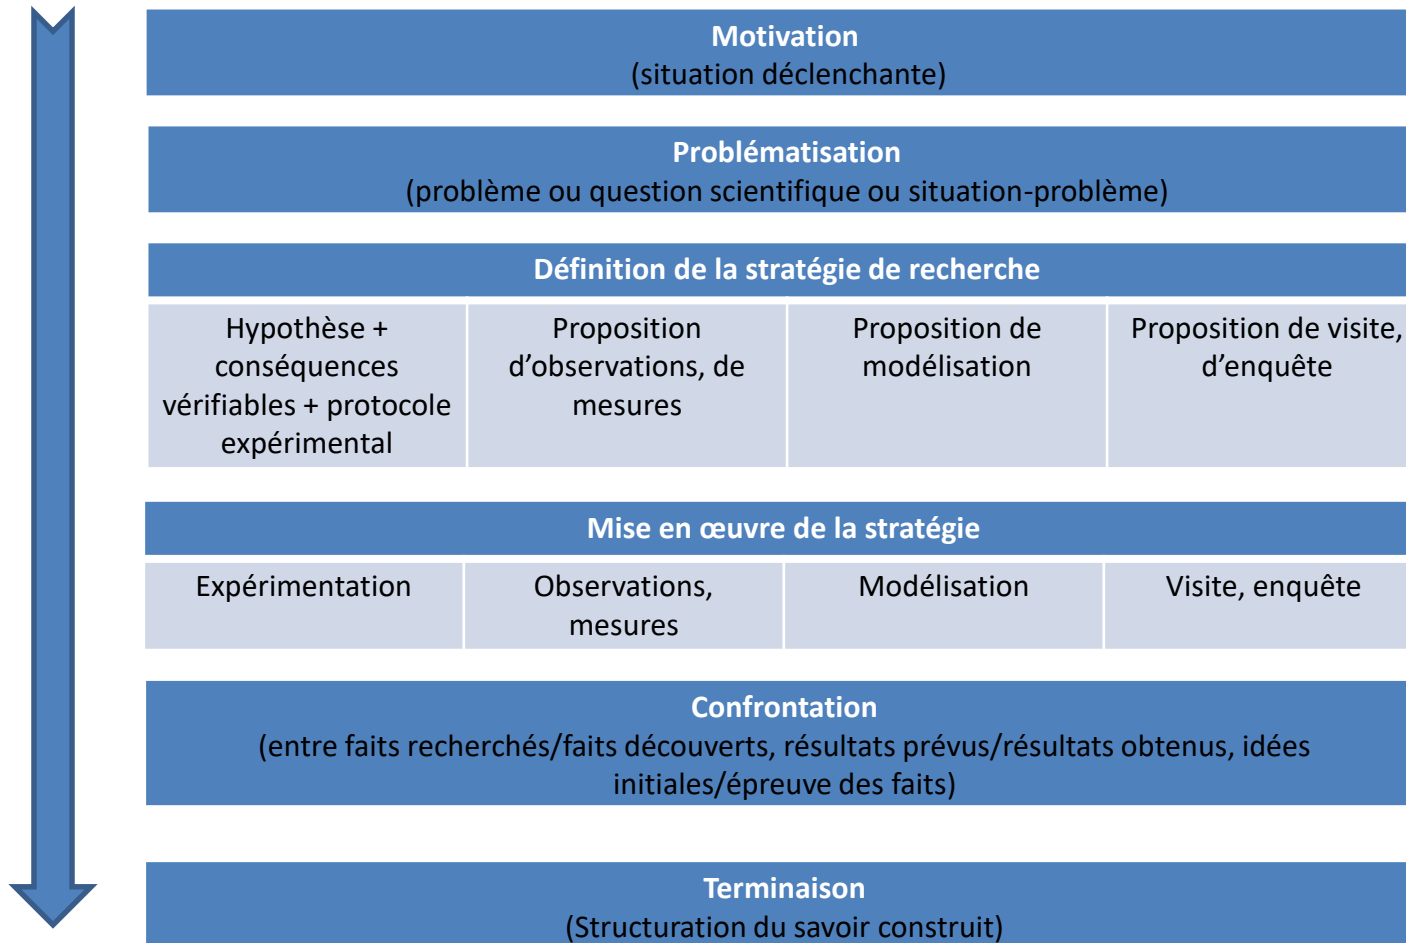 Motivation
(situation déclenchante)
Problématisation
(problème ou question scientifique ou situation-problème)
Définition de la stratégie de recherche
Hypothèse +
conséquences
vérifiables + protocole
expérimental
Proposition
d’observations, de
mesures
Proposition de
modélisation
Proposition de visite,
d’enquête
Mise en œuvre de la stratégie
Expérimentation
Observations,
mesures
Modélisation
Visite, enquête
Confrontation
(entre faits recherchés/faits découverts, résultats prévus/résultats obtenus, idées
initiales/épreuve des faits)
Terminaison
(Structuration du savoir construit)